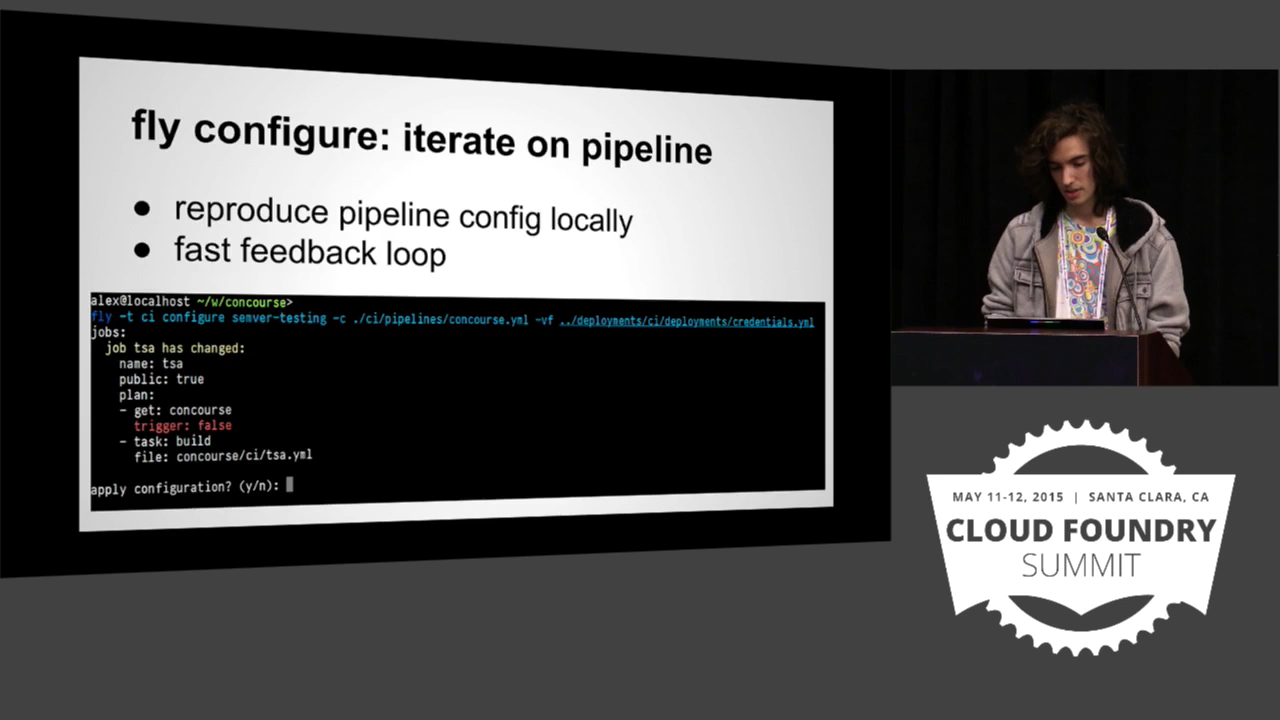 fly configure: iterate on pipeline
● reproduce pipeline config locally
● fast feedback loop
alex@localhost ~/w/concourse>
fly -t ci configure semver-testing -c ./ci/pipelines/concourse.yml -vf ../deployments/ci/deployments/credentials.yml
jobs:
job tsa has changed:
name: tsa
public: true
plan:
- get: concourse
trigger: false
- task: build
file: concourse/ci/tsa.yml
apply configuration? (y/n):
MAY 11-12, 2015 | SANTA CLARA, CA
CLOUD FOUNDRY
SUMMIT